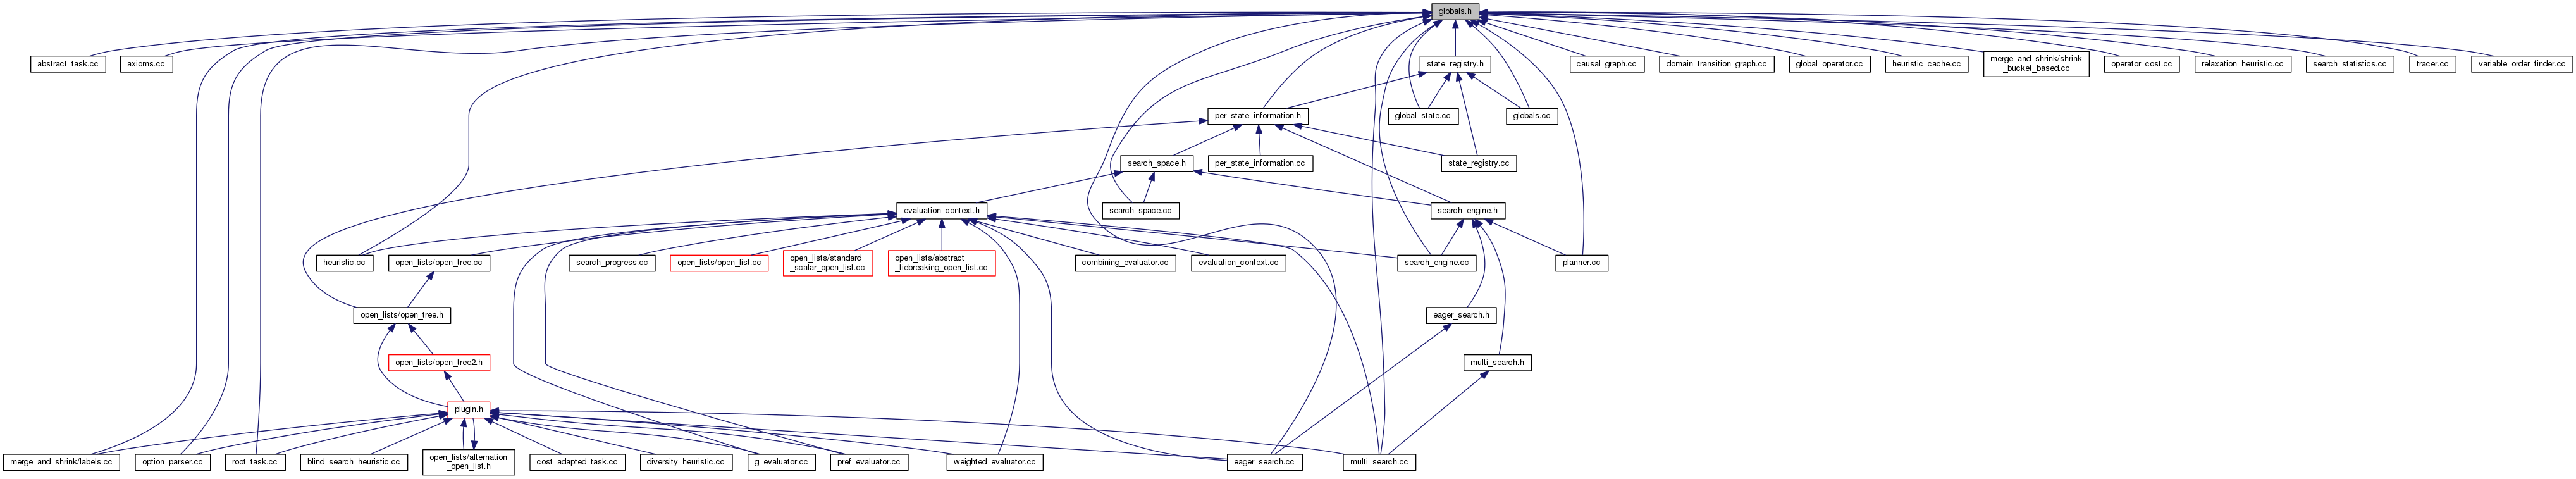 globals.h
abstract_task.cc
axioms.cc
state_registry.h
causal_graph.cc
domain_transition_graph.cc
global_operator.cc
heuristic_cache.cc
merge_and_shrink/shrink
_bucket_based.cc
operator_cost.cc
relaxation_heuristic.cc
search_statistics.cc
tracer.cc
variable_order_finder.cc
per_state_information.h
global_state.cc
globals.cc
search_space.h
per_state_information.cc
state_registry.cc
evaluation_context.h
search_space.cc
search_engine.h
heuristic.cc
open_lists/open_tree.cc
search_progress.cc
open_lists/open_list.cc
open_lists/standard
_scalar_open_list.cc
open_lists/abstract
_tiebreaking_open_list.cc
combining_evaluator.cc
evaluation_context.cc
search_engine.cc
planner.cc
open_lists/open_tree.h
eager_search.h
open_lists/open_tree2.h
multi_search.h
plugin.h
merge_and_shrink/labels.cc
option_parser.cc
root_task.cc
blind_search_heuristic.cc
open_lists/alternation
_open_list.h
cost_adapted_task.cc
diversity_heuristic.cc
g_evaluator.cc
pref_evaluator.cc
weighted_evaluator.cc
eager_search.cc
multi_search.cc